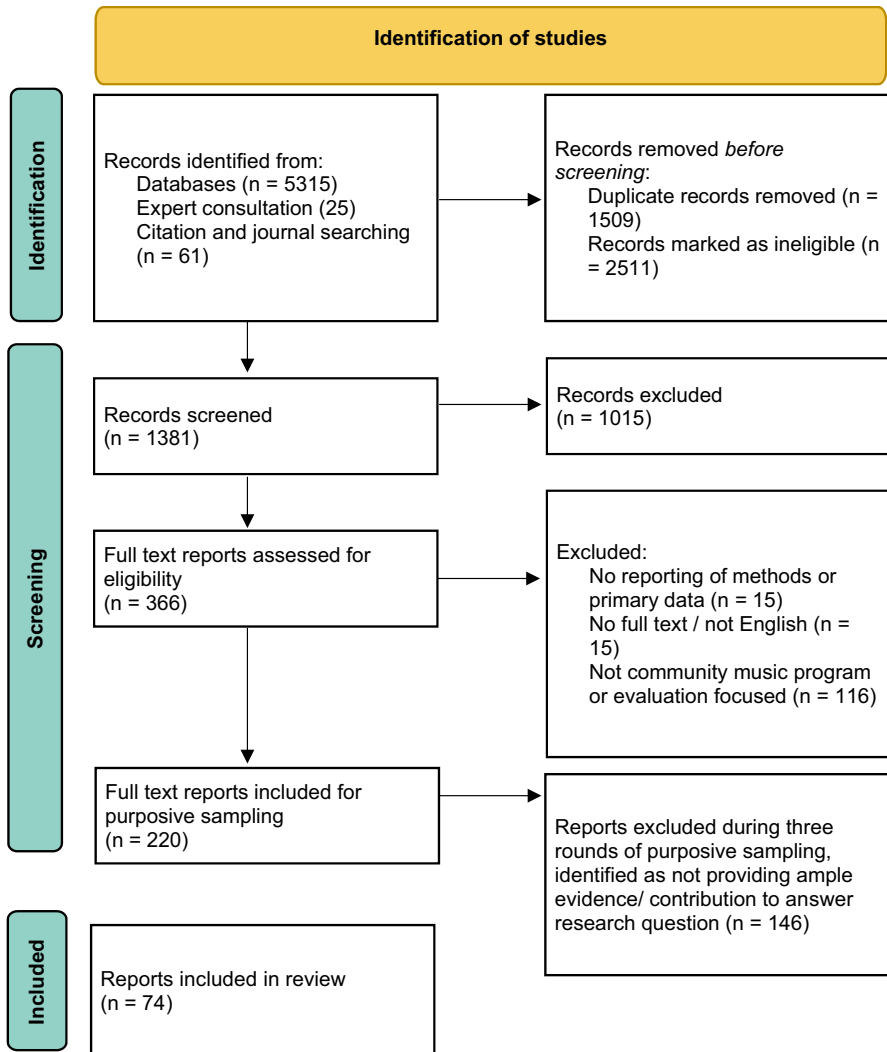 Identification of studies
Identification
Records identified from:
Databases (n = 5315)
Expert consultation (25)
Citation and journal searching
(n = 61)
Records removed before
screening:
Duplicate records removed (n =
1509)
Records marked as ineligible (n
= 2511)
Screening
Records screened
(n = 1381)
Records excluded
(n = 1015)
Full text reports assessed for
eligibility
(n = 366)
Excluded:
No reporting of methods or
primary data (n = 15)
No full text / not English (n =
15)
Not community music program
or evaluation focused (n = 116)
Full text reports included for
purposive sampling
(n = 220)
Reports excluded during three
rounds of purposive sampling,
identified as not providing ample
evidence/ contribution to answer
research question (n = 146)
Included
Reports included in review
(n = 74)